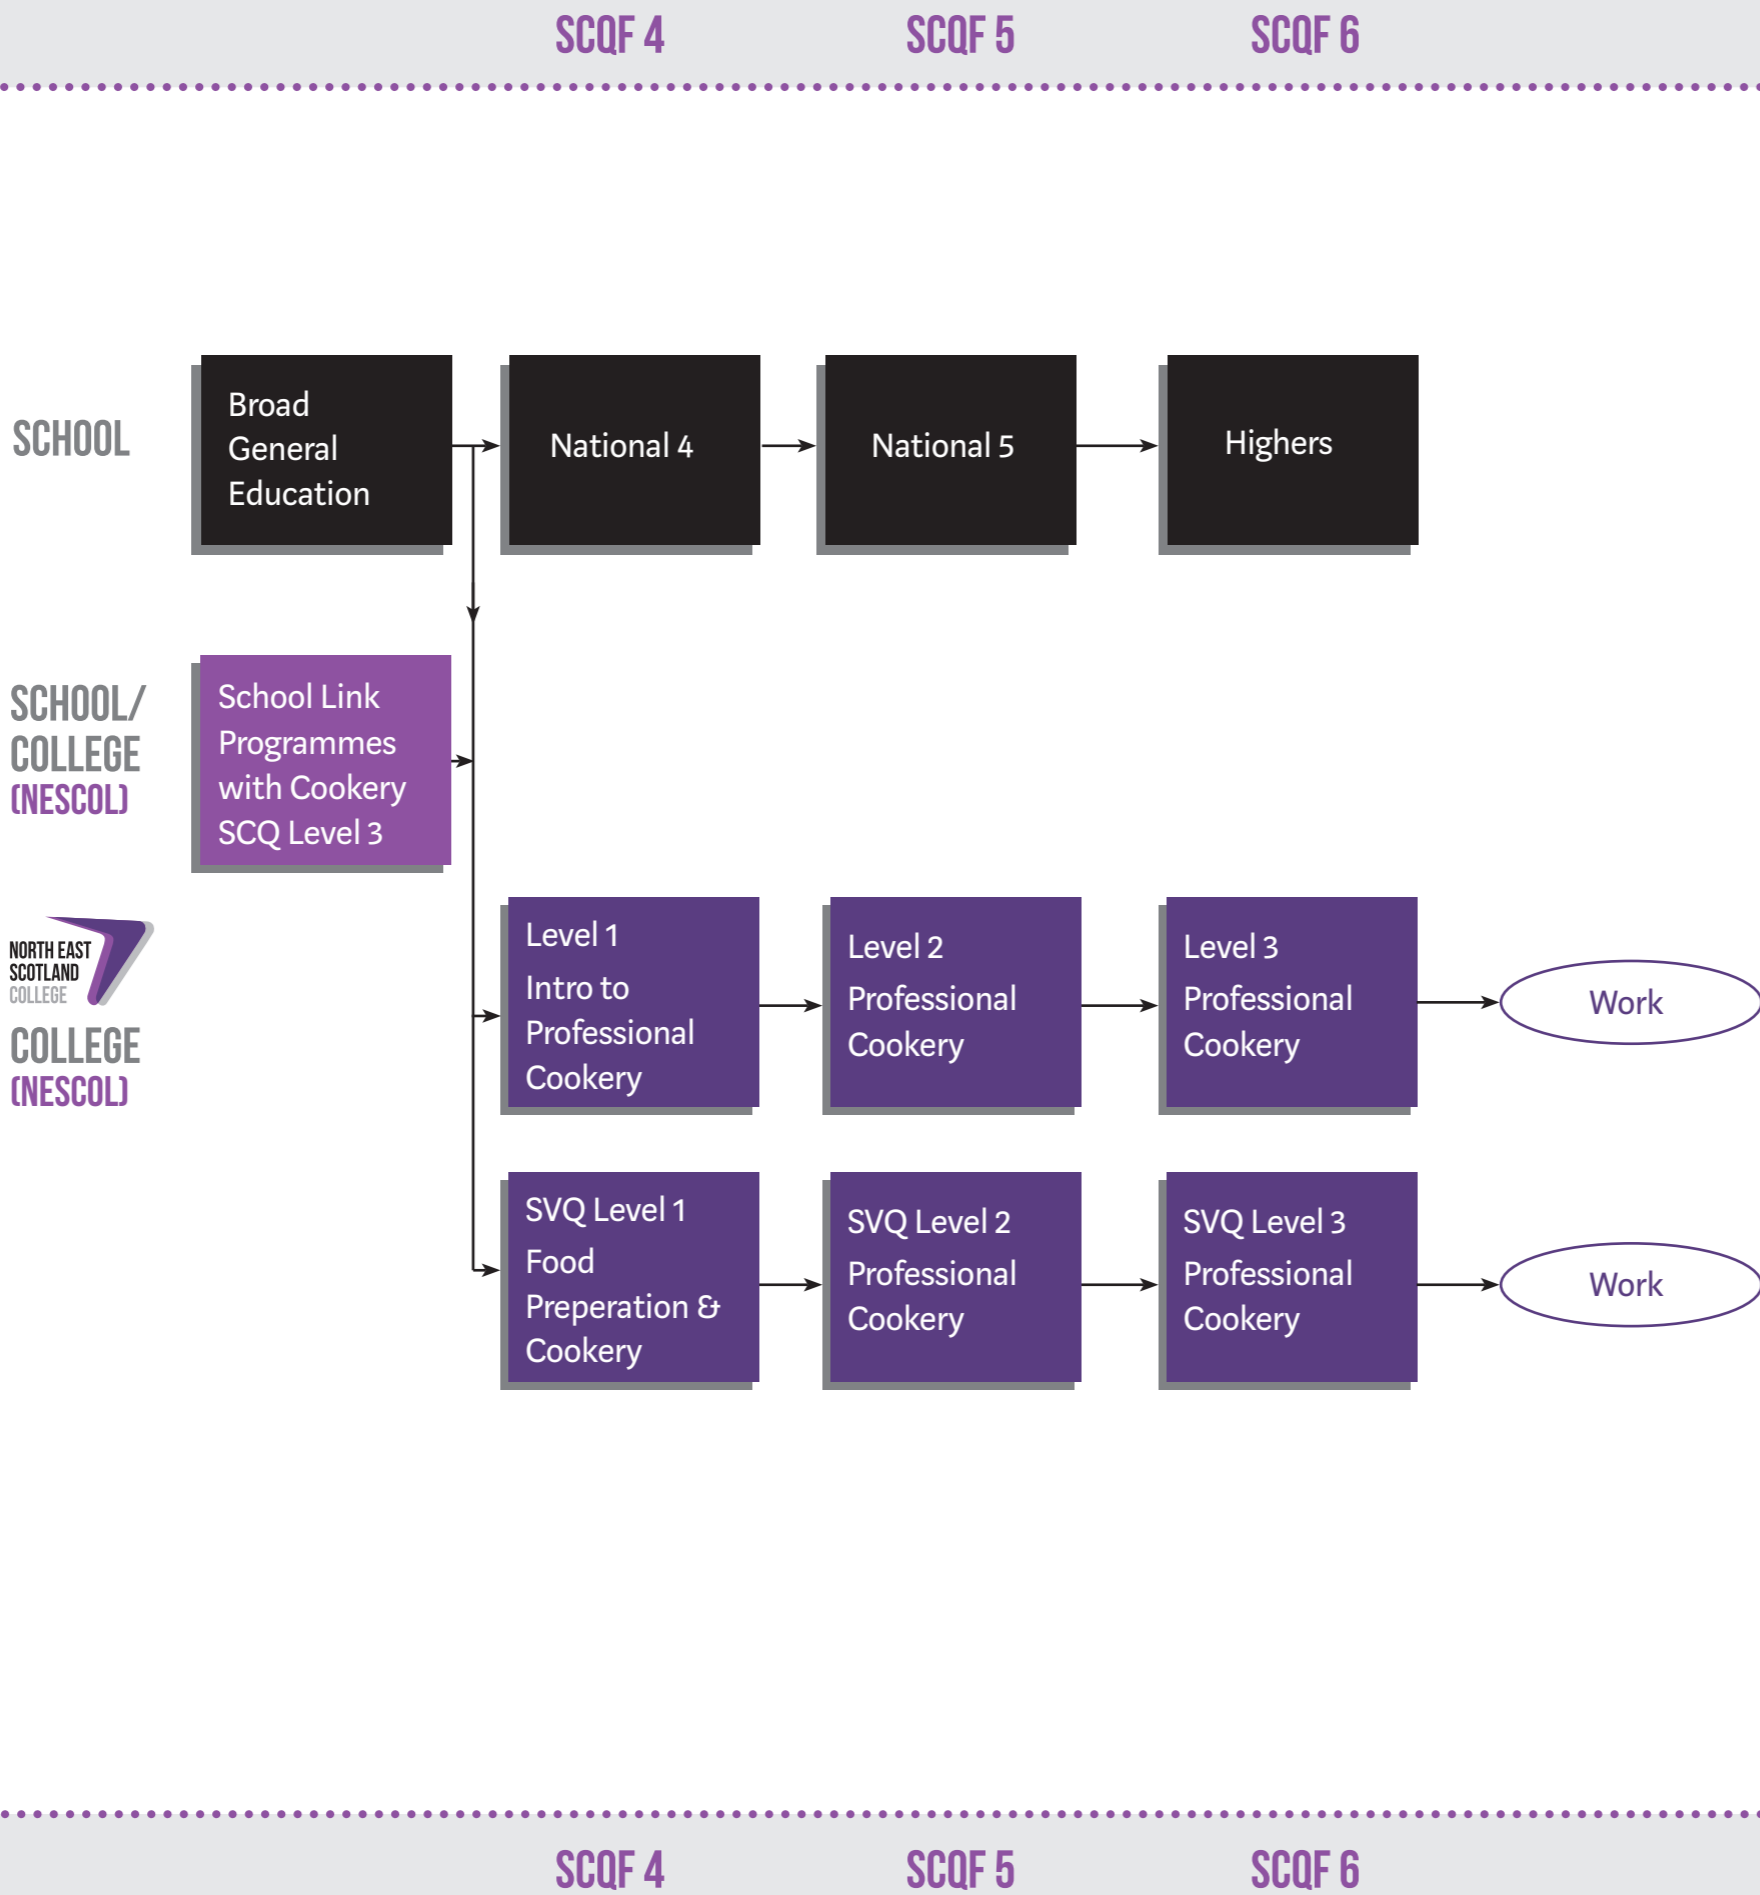 SCQF 4
SCQF 5
SCQF 6
SCHOOL
Broad
General
Education
National 4
National 5
Highers
SCHOOL/
COLLEGE
(NESCOL)
School Link
Programmes
with Cookery
SCQ Level 3
NORTH EAST
SCOTLAND
COLLEGE
COLLEGE
(NESCOL)
Level 1
Intro to
Professional
Cookery
Level 2
Professional
Cookery
Level 3
Professional
Cookery
Work
SVQ Level 1
Food
Preperation &
Cookery
SVQ Level 2
Professional
Cookery
SVQ Level 3
Professional
Cookery
Work
SCQF 4
SCQF 5
SCQF 6